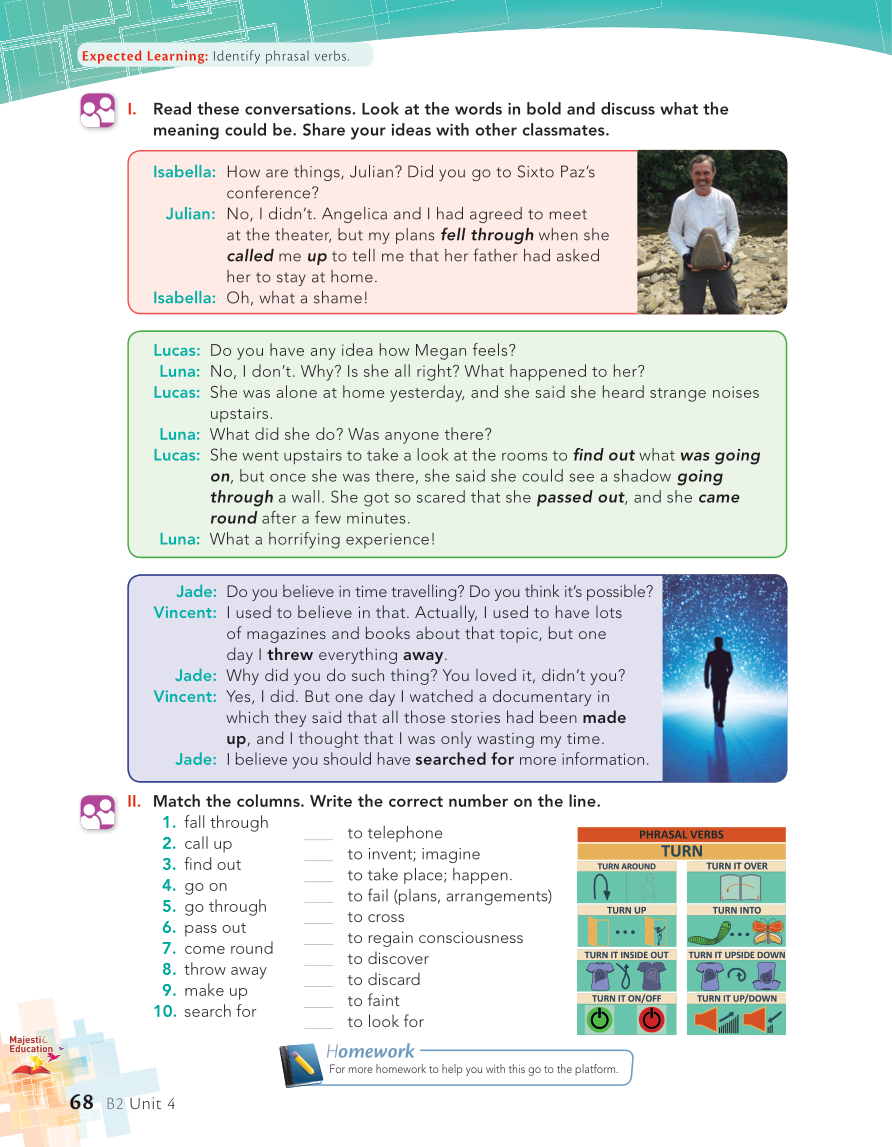 Expected Learning: Identify phrasal verbs.
I. Read these conversations. Look at the words in bold and discuss what the
meaning could be. Share your ideas with other classmates.
Isabella: How are things, Julian? Did you go to Sixto Paz’s
conference?
Julian: No, I didn’t. Angelica and I had agreed to meet
at the theater, but my plans fell through when she
called me up to tell me that her father had asked
her to stay at home.
Isabella: Oh, what a shame!
Lucas: Do you have any idea how Megan feels?
Luna: No, I don’t. Why? Is she all right? What happened to her?
Lucas: She was alone at home yesterday, and she said she heard strange noises
upstairs.
Luna: What did she do? Was anyone there?
Lucas: She went upstairs to take a look at the rooms to find out what was going
on, but once she was there, she said she could see a shadow going
through a wall. She got so scared that she passed out, and she came
round after a few minutes.
Luna: What a horrifying experience!
Jade: Do you believe in time travelling? Do you think it’s possible?
Vincent: I used to believe in that. Actually, I used to have lots
of magazines and books about that topic, but one
day I threw everything away.
Jade: Why did you do such thing? You loved it, didn’t you?
Vincent: Yes, I did. But one day I watched a documentary in
which they said that all those stories had been made
up, and I thought that I was only wasting my time.
Jade: I believe you should have searched for more information.
II. Match the columns. Write the correct number on the line.
1. fall through
2. call up
3. find out
4. go on
5. go through
6. pass out
7. come round
8. throw away
9. make up
10. search for
___ to telephone
___ to invent; imagine
___ to take place; happen.
___ to fail (plans, arrangements)
___ to cross
___ to regain consciousness
___ to discover
___ to discard
___ to faint
___ to look for
PHRASAL VERBS
TURN
TURN AROUND
TURN IT OVER
TURN UP
TURN INTO
TURN IT INSIDE OUT
TURN IT UPSIDE DOWN
TURN IT ON/OFF
TURN IT UP/DOWN
Homework
For more homework to help you with this go to the platform.
Majestic
Education
68 B2 Unit 4